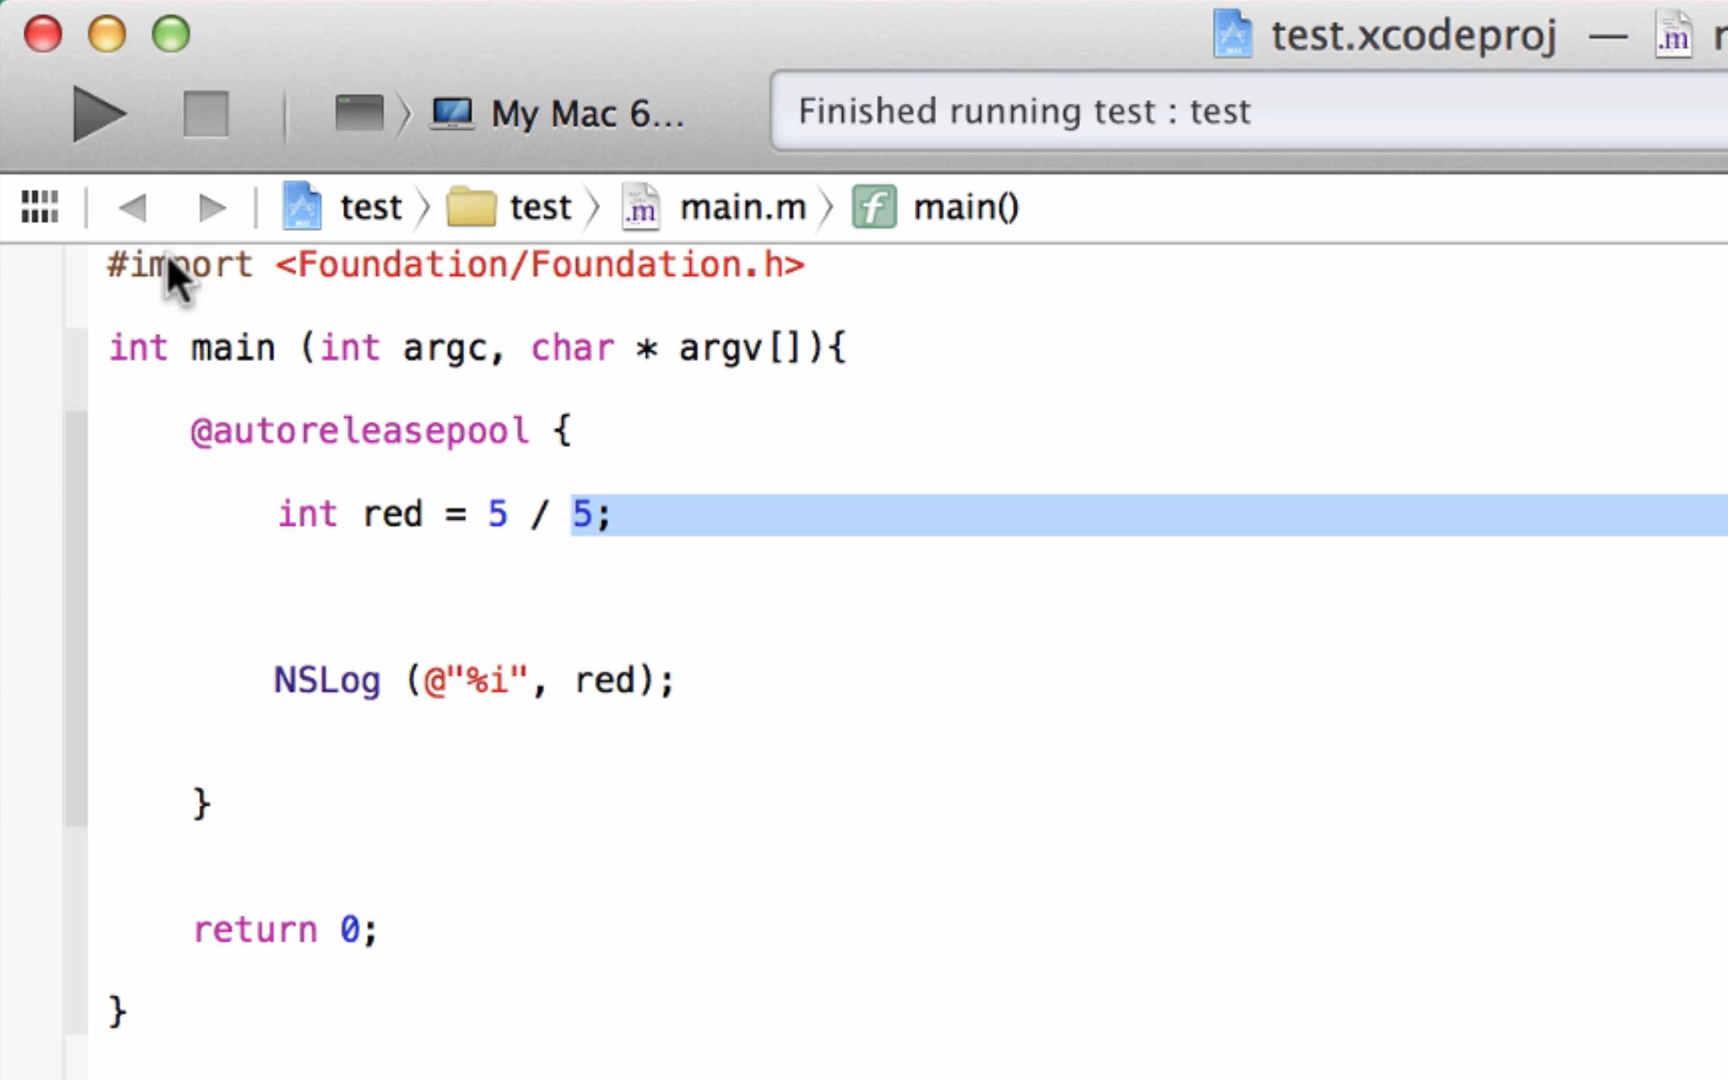 test.xcodeproj — .m
My Mac 6...
Finished running test : test
test 〉 test 〉 .m main.m 〉 f main()
#import <Foundation/Foundation.h>
int main (int argc, char * argv[]){
@autoreleasepool {
int red = 5 / 5;
NSLog (@"%i", red);
}
return 0;
}